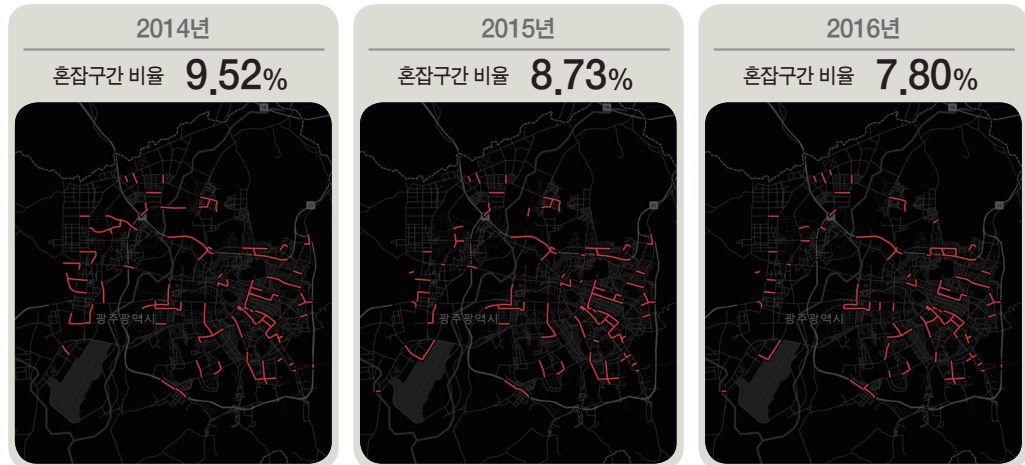 2014년
혼잡구간 비율 9.52%
광주광역시
2015년
혼잡구간 비율 8.73%
광주광역시
2016년
혼잡구간 비율 7.80%
광주광역시